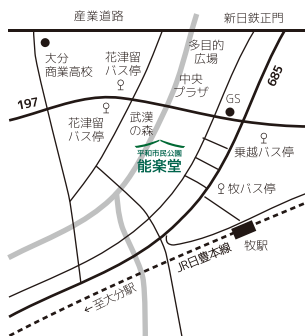 産業道路
新日鉄正門
大分
商業高校
花津留
バス停
多目的
広場
中央
プラザ
GS
685
197
花津留
バス停
武漢
の森
平和市民公園
能楽堂
乗越バス停
牧バス停
JR日豊本線
牧駅
←至大分駅